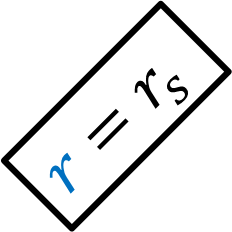 r = rₛ